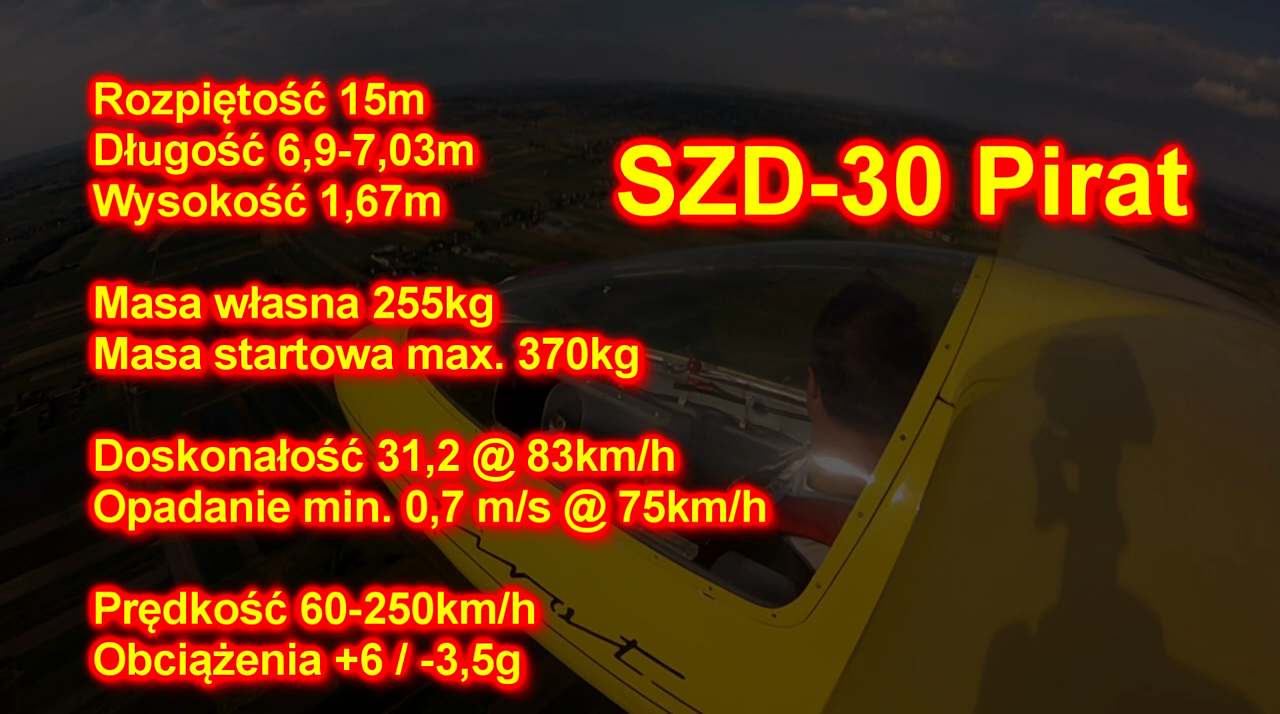 Rozpiętość 15m
Długość 6,9-7,03m
Wysokość 1,67m
SZD-30 Pirat
Masa własna 255kg
Masa startowa max. 370kg
Doskonałość 31,2 @ 83km/h
Opadanie min. 0,7 m/s @ 75km/h
Prędkość 60-250km/h
Obciążenia +6 / -3,5g